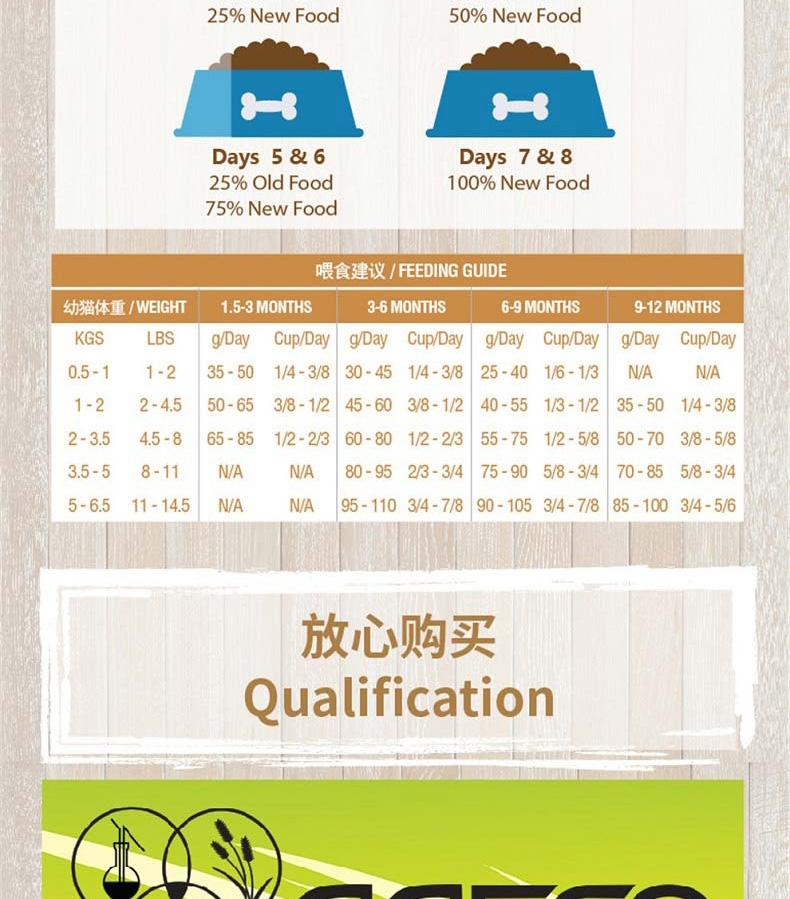 25% New Food 50% New Food
Days 5 & 6 Days 7 & 8
25% Old Food 100% New Food
75% New Food
喂食建议 / FEEDING GUIDE
幼猫体重 / WEIGHT 1.5-3 MONTHS 3-6 MONTHS 6-9 MONTHS 9-12 MONTHS
KGS LBS g/Day Cup/Day g/Day Cup/Day g/Day Cup/Day g/Day Cup/Day
0.5 - 1 1 - 2 35 - 50 1/4 - 3/8 30 - 45 1/4 - 3/8 25 - 40 1/6 - 1/3 N/A N/A
1 - 2 2 - 4.5 50 - 65 3/8 - 1/2 45 - 60 3/8 - 1/2 40 - 55 1/3 - 1/2 35 - 50 1/4 - 3/8
2 - 3.5 4.5 - 8 65 - 85 1/2 - 2/3 60 - 80 1/2 - 2/3 55 - 75 1/2 - 5/8 50 - 70 3/8 - 5/8
3.5 - 5 8 - 11 N/A N/A 80 - 95 2/3 - 3/4 75 - 90 5/8 - 3/4 70 - 85 5/8 - 3/4
5 - 6.5 11 - 14.5 N/A N/A 95 - 110 3/4 - 7/8 90 - 105 3/4 - 7/8 85 - 100 3/4 - 5/6
放心购买
Qualification